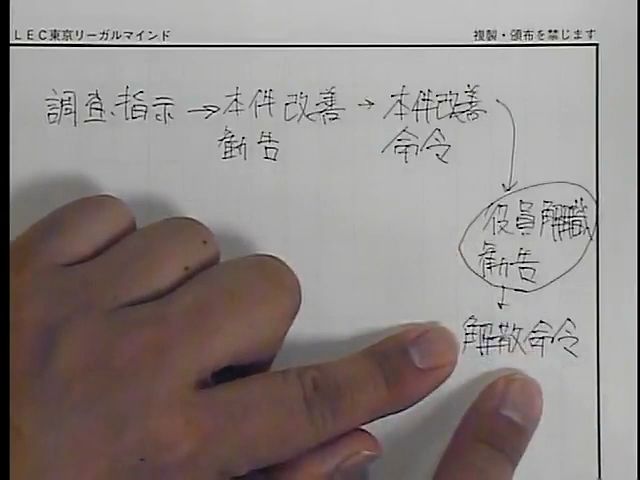 LEC東京リーガルマインド
複製・頒布を禁じます
調査・指示→本件改善→本件改善
勧告 命令
役員解職
勧告
↓
解散命令